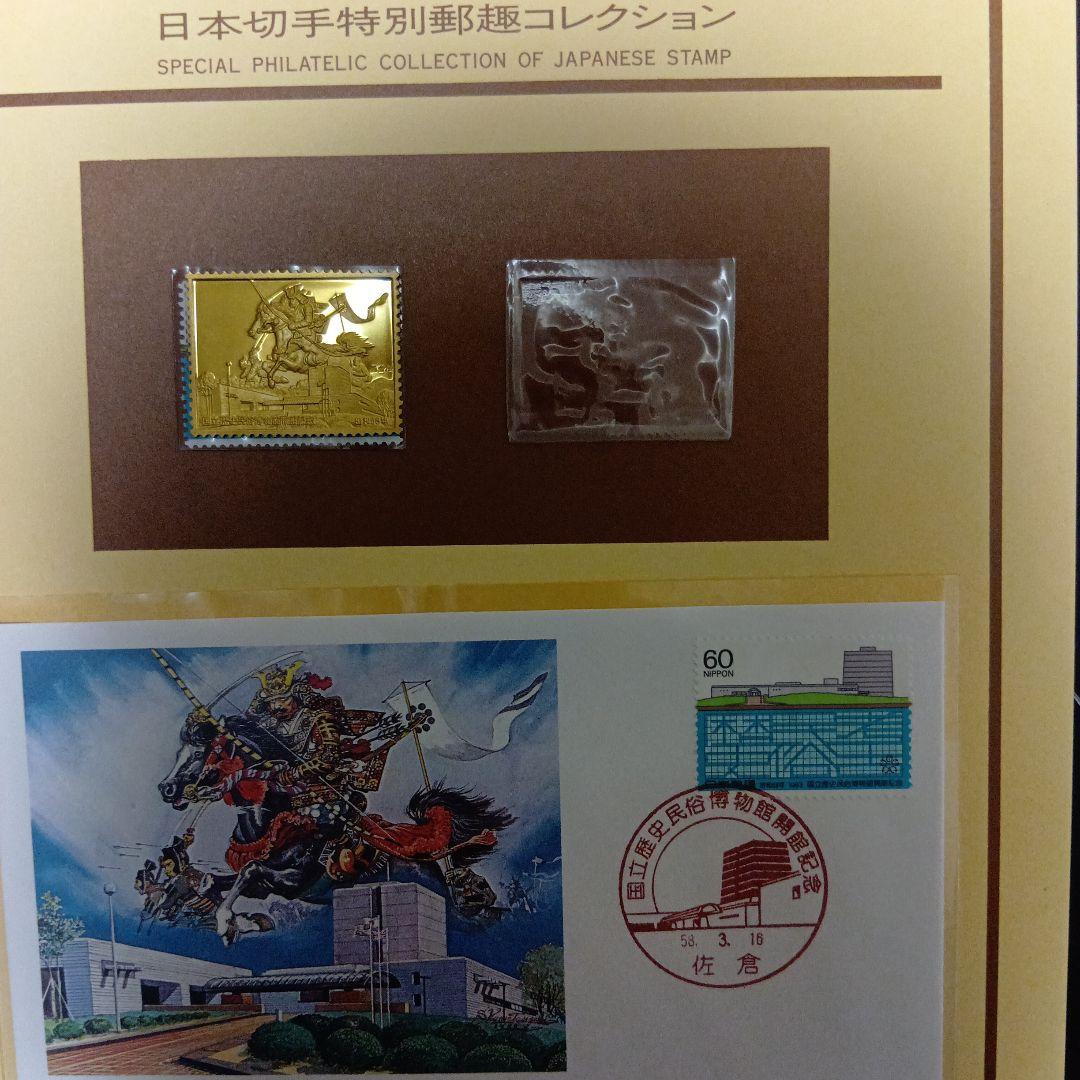 日本切手特別郵趣コレクション
SPECIAL PHILATELIC COLLECTION OF JAPANESE STAMP
60
NIPPON
国立歴史民俗博物館開館記念
58. 3. 16
佐倉